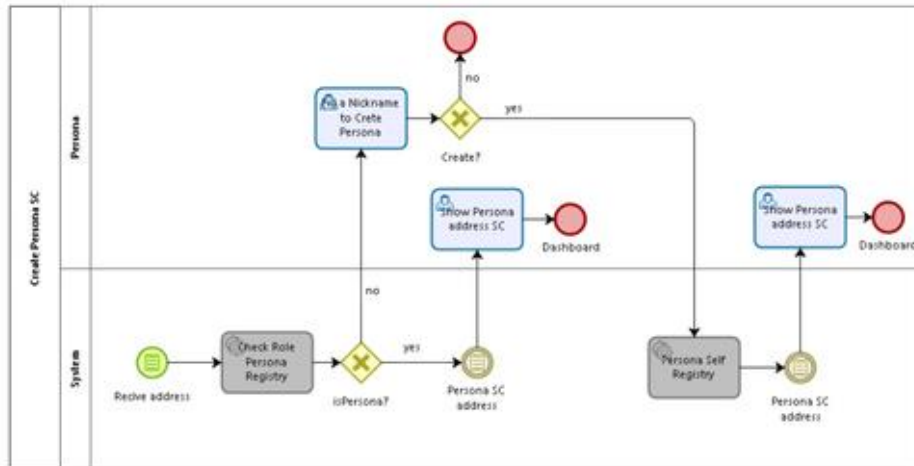 Create Persona SC
Persona
System
a Nickname
to Crete
Persona
no
yes
Create?
Show Persona
address SC
Dashboard
Show Persona
address SC
Dashboard
no
Recive address
Check Role
Persona
Registry
isPersona?
yes
Persona SC
address
Persona Self
Registry
Persona SC
address